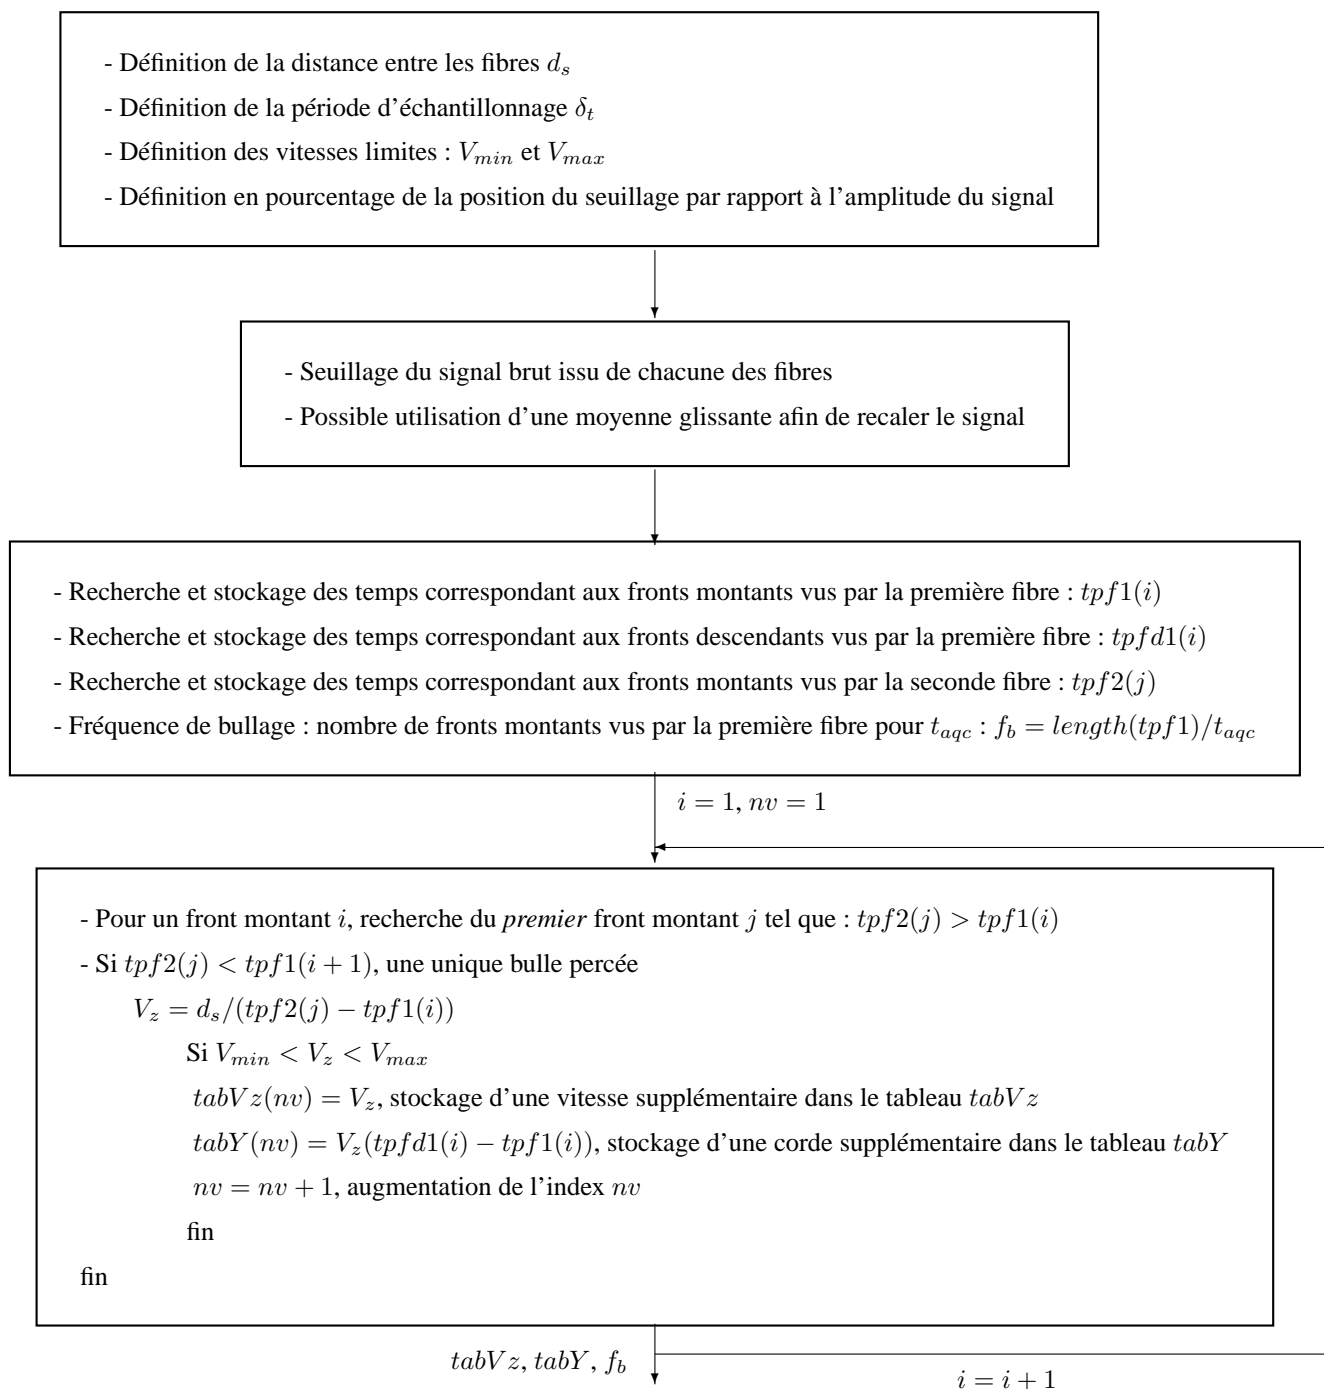 - Définition de la distance entre les fibres d_s
- Définition de la période d'échantillonnage δ_t
- Définition des vitesses limites : V_min et V_max
- Définition en pourcentage de la position du seuillage par rapport à l'amplitude du signal
- Seuillage du signal brut issu de chacune des fibres
- Possible utilisation d'une moyenne glissante afin de recaler le signal
- Recherche et stockage des temps correspondant aux fronts montants vus par la première fibre : tpf1(i)
- Recherche et stockage des temps correspondant aux fronts descendants vus par la première fibre : tpfd1(i)
- Recherche et stockage des temps correspondant aux fronts montants vus par la seconde fibre : tpf2(j)
- Fréquence de bullage : nombre de fronts montants vus par la première fibre pour t_aqc : f_b = length(tpf1)/t_aqc
i = 1, nv = 1
- Pour un front montant i, recherche du premier front montant j tel que : tpf2(j) > tpf1(i)
- Si tpf2(j) < tpf1(i + 1), une unique bulle percée
V_z = d_s/(tpf2(j) − tpf1(i))
Si V_min < V_z < V_max
tabVz(nv) = V_z, stockage d'une vitesse supplémentaire dans le tableau tabVz
tabY(nv) = V_z(tpfd1(i) − tpf1(i)), stockage d'une corde supplémentaire dans le tableau tabY
nv = nv + 1, augmentation de l'index nv
fin
fin
tabVz, tabY, f_b
i = i + 1